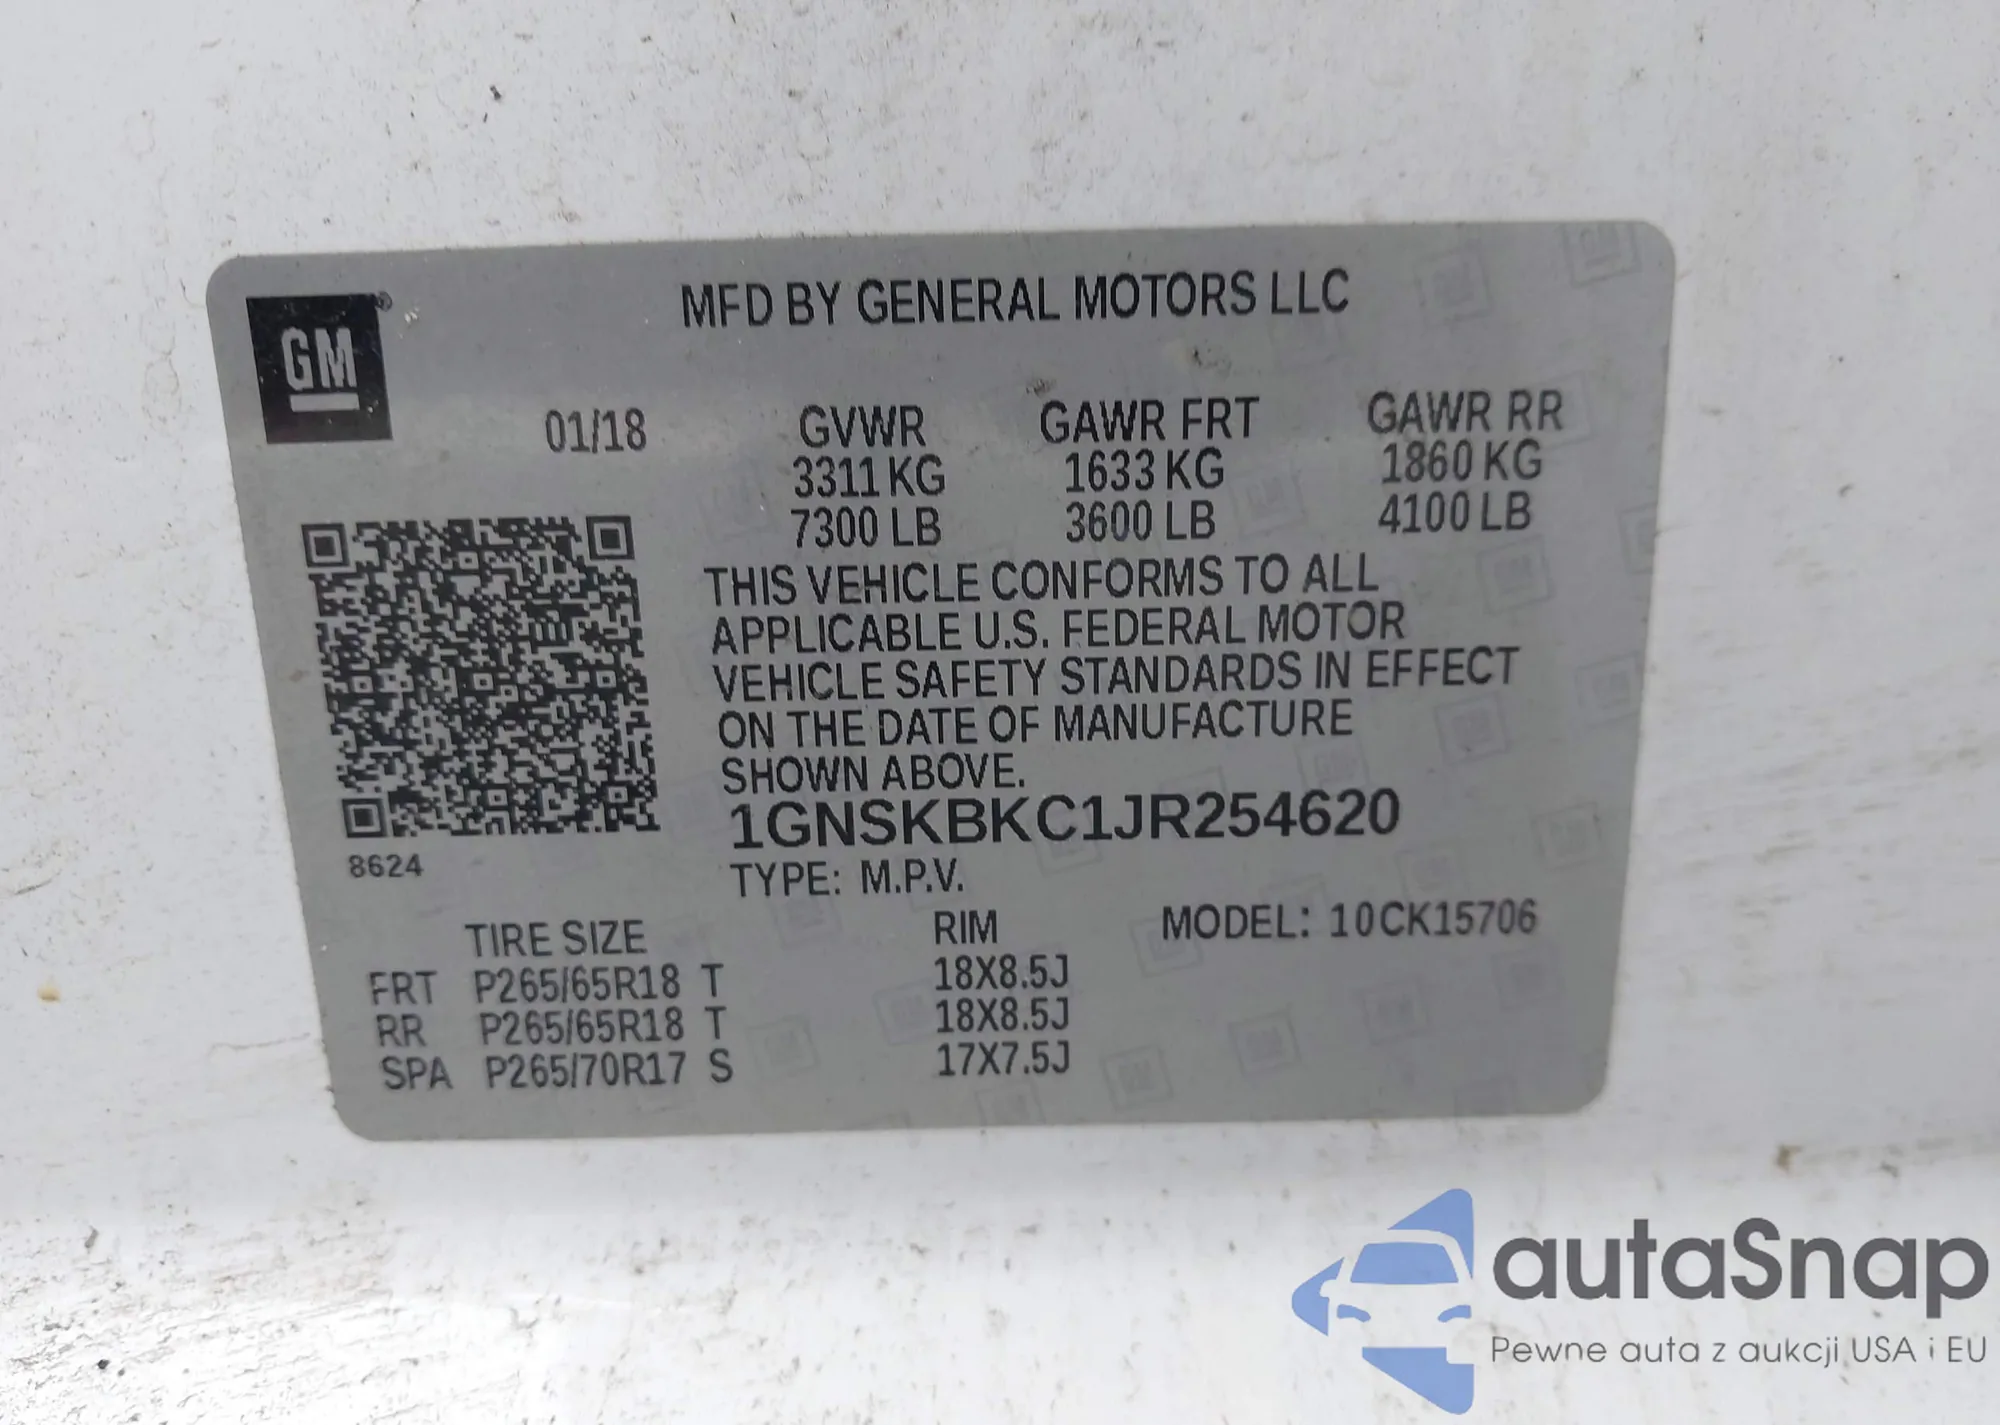 GM®
MFD BY GENERAL MOTORS LLC
01/18 GVWR GAWR FRT GAWR RR
3311 KG 1633 KG 1860 KG
7300 LB 3600 LB 4100 LB
THIS VEHICLE CONFORMS TO ALL
APPLICABLE U.S. FEDERAL MOTOR
VEHICLE SAFETY STANDARDS IN EFFECT
ON THE DATE OF MANUFACTURE
SHOWN ABOVE.
1GNSKBKC1JR254620
8624
TYPE: M.P.V.
TIRE SIZE RIM MODEL: 10CK15706
FRT P265/65R18 T 18X8.5J
RR P265/65R18 T 18X8.5J
SPA P265/70R17 S 17X7.5J
autaSnap
Pewne auta z aukcji USA i EU